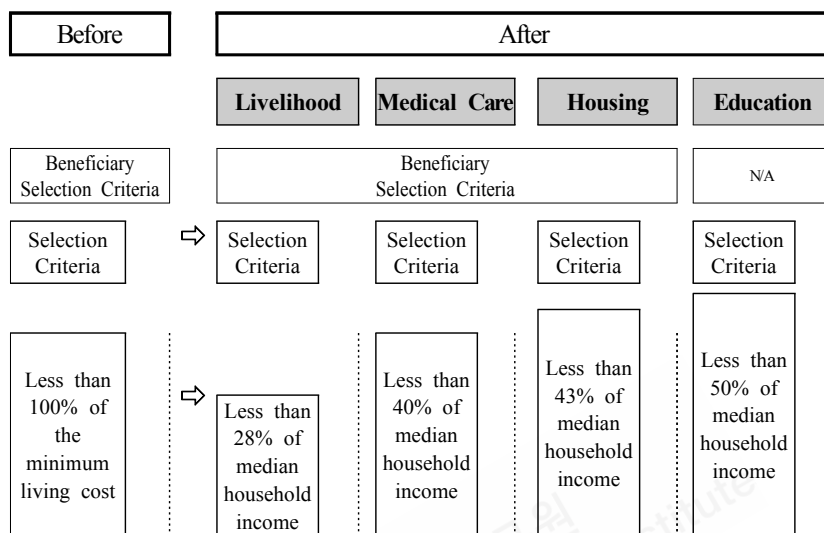 Before
After
Livelihood
Medical Care
Housing
Education
Beneficiary
Selection Criteria
Beneficiary
Selection Criteria
N/A
Selection
Criteria
Selection
Criteria
Selection
Criteria
Selection
Criteria
Selection
Criteria
Less than
100% of
the
minimum
living cost
Less than
28% of
median
household
income
Less than
40% of
median
household
income
Less than
43% of
median
household
income
Less than
50% of
median
household
income